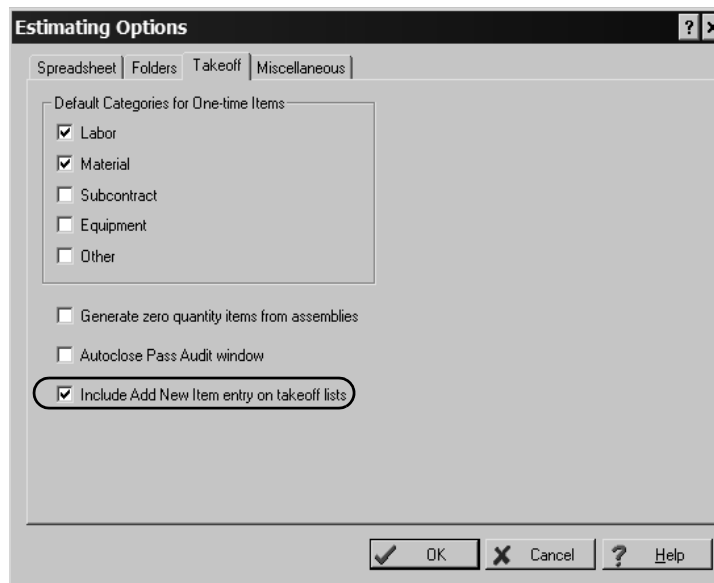 Estimating Options
Spreadsheet Folders Takeoff Miscellaneous
Default Categories for One-time Items
Labor
Material
Subcontract
Equipment
Other
Generate zero quantity items from assemblies
Autoclose Pass Audit window
Include Add New Item entry on takeoff lists
OK Cancel Help